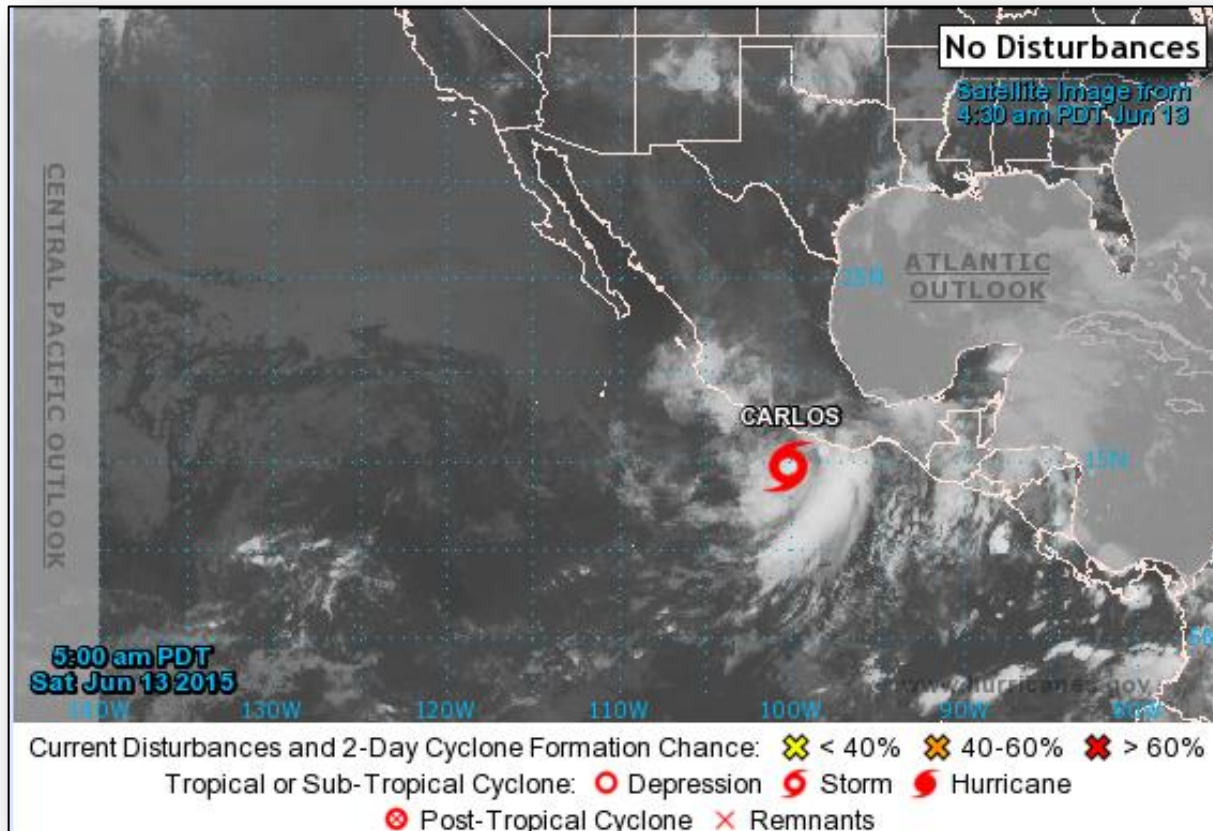 No Disturbances
Satellite Image from
4:30 am PDT Jun 13
CENTRAL PACIFIC OUTLOOK
ATLANTIC
OUTLOOK
25N
CARLOS
15N
5:00 am PDT
Sat Jun 13 2015
5N
www.hurricanes.gov
140W 130W 120W 110W 100W 90W 80W
Current Disturbances and 2-Day Cyclone Formation Chance: < 40% 40-60% > 60%
Tropical or Sub-Tropical Cyclone: Depression Storm Hurricane
Post-Tropical Cyclone Remnants